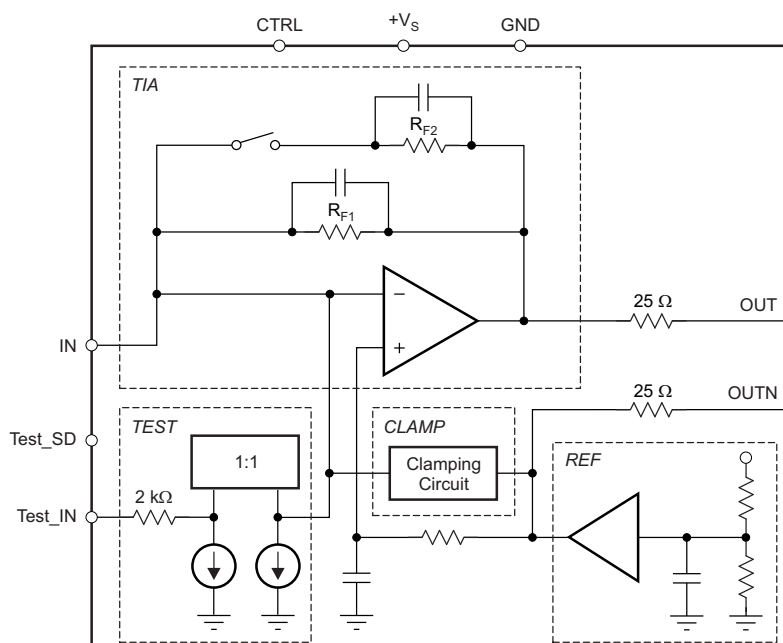 CTRL
+VS
GND
TIA
RF2
RF1
−
+
25 Ω
OUT
IN
25 Ω
OUTN
Test_SD
TEST
1:1
2 kΩ
Test_IN
CLAMP
Clamping
Circuit
REF